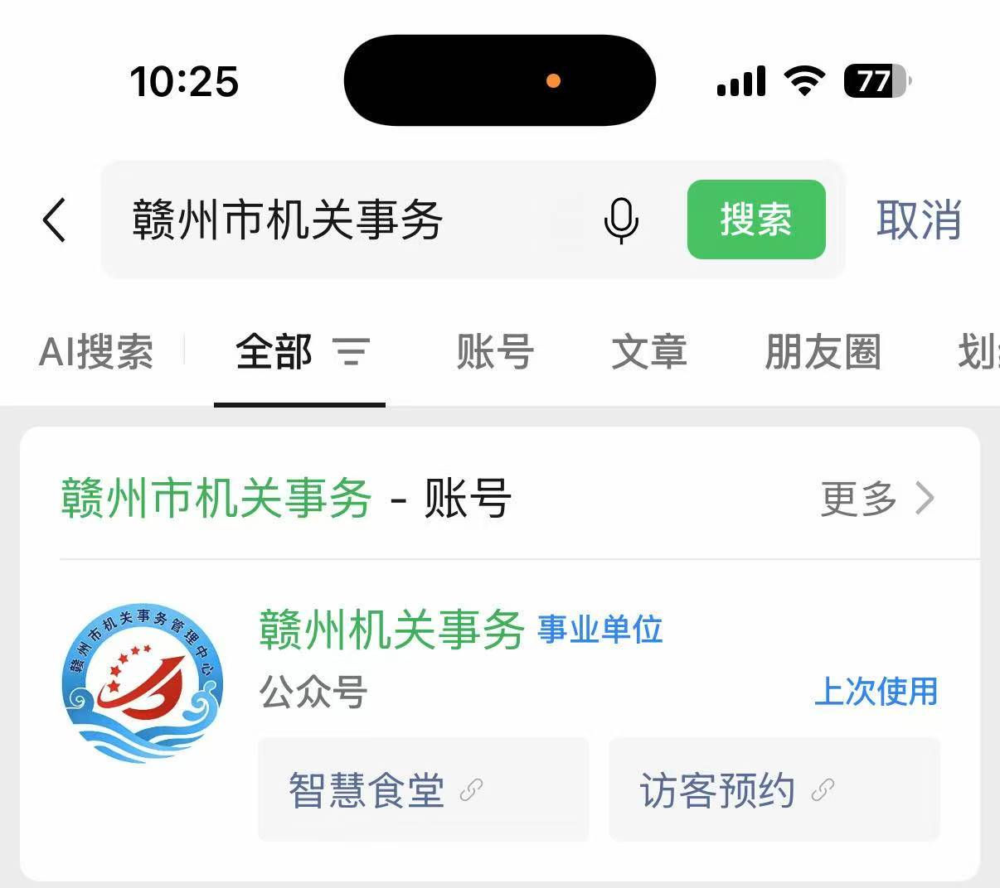 10:25
77
赣州市机关事务
搜索
取消
AI搜索
全部
账号
文章
朋友圈
赣州市机关事务 - 账号
更多
赣州市机关事务管理中心
赣州机关事务 事业单位
公众号
上次使用
智慧食堂
访客预约